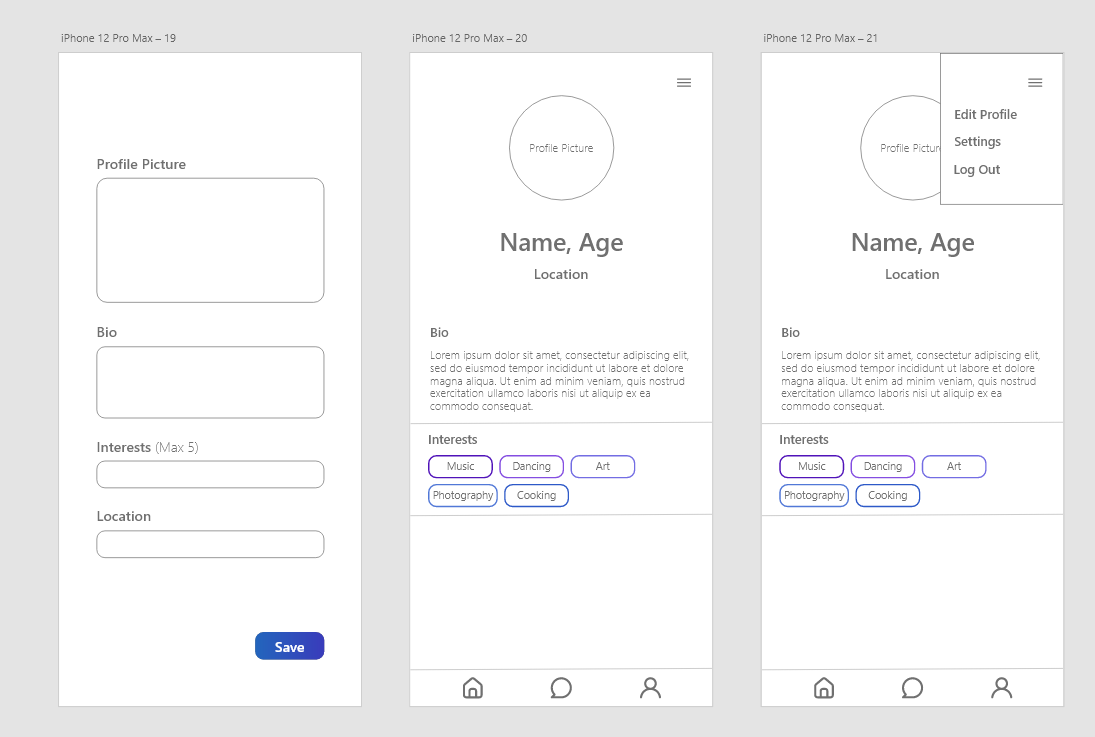 iPhone 12 Pro Max – 19
Profile Picture
Bio
Interests (Max 5)
Location
Save
iPhone 12 Pro Max – 20
Profile Picture
Name, Age
Location
Bio
Lorem ipsum dolor sit amet, consectetur adipiscing elit,
sed do eiusmod tempor incididunt ut labore et dolore
magna aliqua. Ut enim ad minim veniam, quis nostrud
exercitation ullamco laboris nisi ut aliquip ex ea
commodo consequat.
Interests
Music Dancing Art
Photography Cooking
iPhone 12 Pro Max – 21
Edit Profile
Settings
Log Out
Profile Pictur
Name, Age
Location
Bio
Lorem ipsum dolor sit amet, consectetur adipiscing elit,
sed do eiusmod tempor incididunt ut labore et dolore
magna aliqua. Ut enim ad minim veniam, quis nostrud
exercitation ullamco laboris nisi ut aliquip ex ea
commodo consequat.
Interests
Music Dancing Art
Photography Cooking